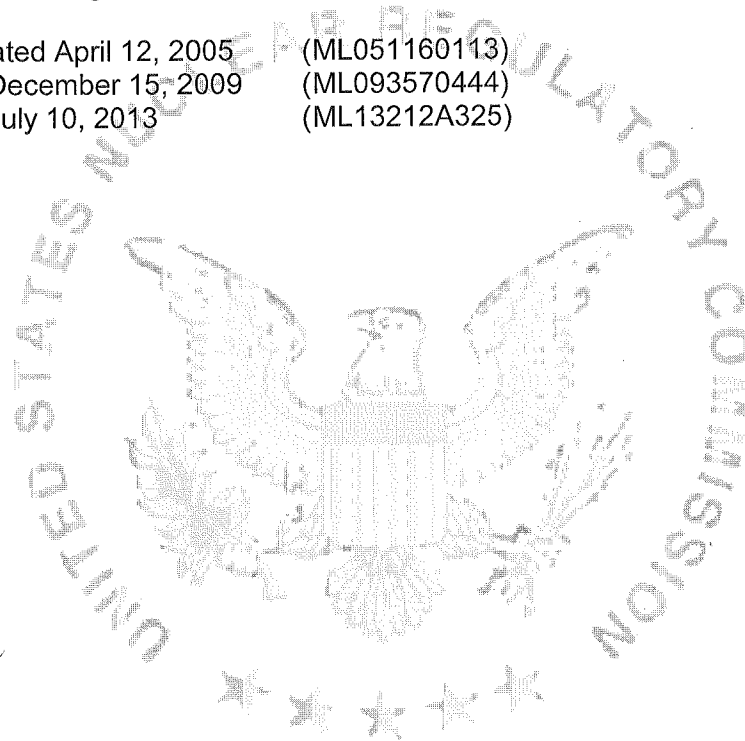 ated April 12, 2005 (ML051160113)
December 15, 2009 (ML093570444)
uly 10, 2013 (ML13212A325)
UNITED STATES NUCLEAR REGULATORY COMMISSION